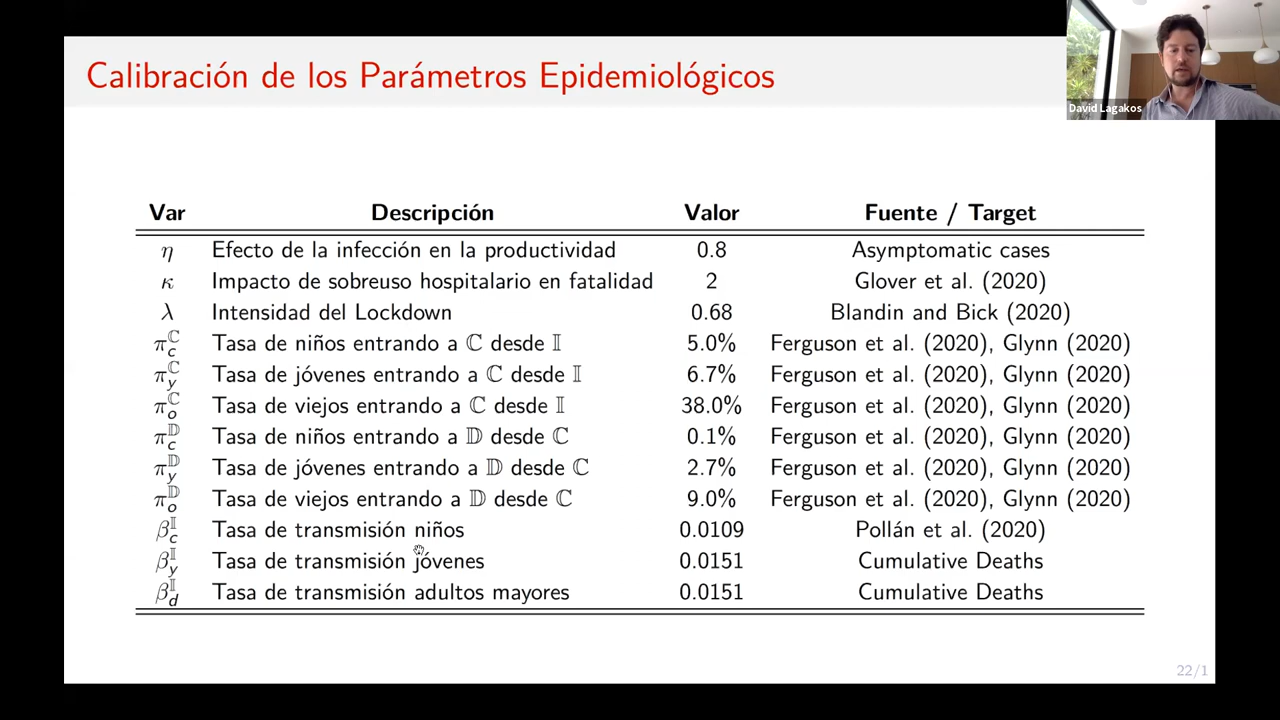 Calibración de los Parámetros Epidemiológicos
David Lagakos
Var Descripción Valor Fuente / Target
η Efecto de la infección en la productividad 0.8 Asymptomatic cases
κ Impacto de sobreuso hospitalario en fatalidad 2 Glover et al. (2020)
λ Intensidad del Lockdown 0.68 Blandin and Bick (2020)
π_c^ℂ Tasa de niños entrando a ℂ desde 𝕀 5.0% Ferguson et al. (2020), Glynn (2020)
π_y^ℂ Tasa de jóvenes entrando a ℂ desde 𝕀 6.7% Ferguson et al. (2020), Glynn (2020)
π_o^ℂ Tasa de viejos entrando a ℂ desde 𝕀 38.0% Ferguson et al. (2020), Glynn (2020)
π_c^𝔻 Tasa de niños entrando a 𝔻 desde ℂ 0.1% Ferguson et al. (2020), Glynn (2020)
π_y^𝔻 Tasa de jóvenes entrando a 𝔻 desde ℂ 2.7% Ferguson et al. (2020), Glynn (2020)
π_o^𝔻 Tasa de viejos entrando a 𝔻 desde ℂ 9.0% Ferguson et al. (2020), Glynn (2020)
β_c^𝕀 Tasa de transmisión niños 0.0109 Pollán et al. (2020)
β_y^𝕀 Tasa de transmisión jóvenes 0.0151 Cumulative Deaths
β_d^𝕀 Tasa de transmisión adultos mayores 0.0151 Cumulative Deaths
22/1